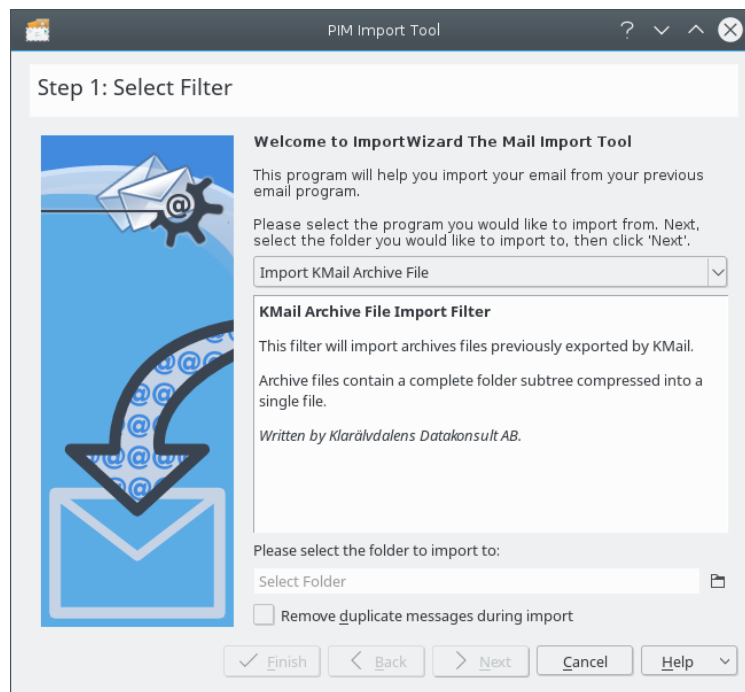 PIM Import Tool
Step 1: Select Filter
Welcome to ImportWizard The Mail Import Tool
This program will help you import your email from your previous
email program.
Please select the program you would like to import from. Next,
select the folder you would like to import to, then click 'Next'.
Import KMail Archive File
KMail Archive File Import Filter
This filter will import archives files previously exported by KMail.
Archive files contain a complete folder subtree compressed into a
single file.
Written by Klarälvdalens Datakonsult AB.
Please select the folder to import to:
Select Folder
Remove duplicate messages during import
Finish Back Next Cancel Help